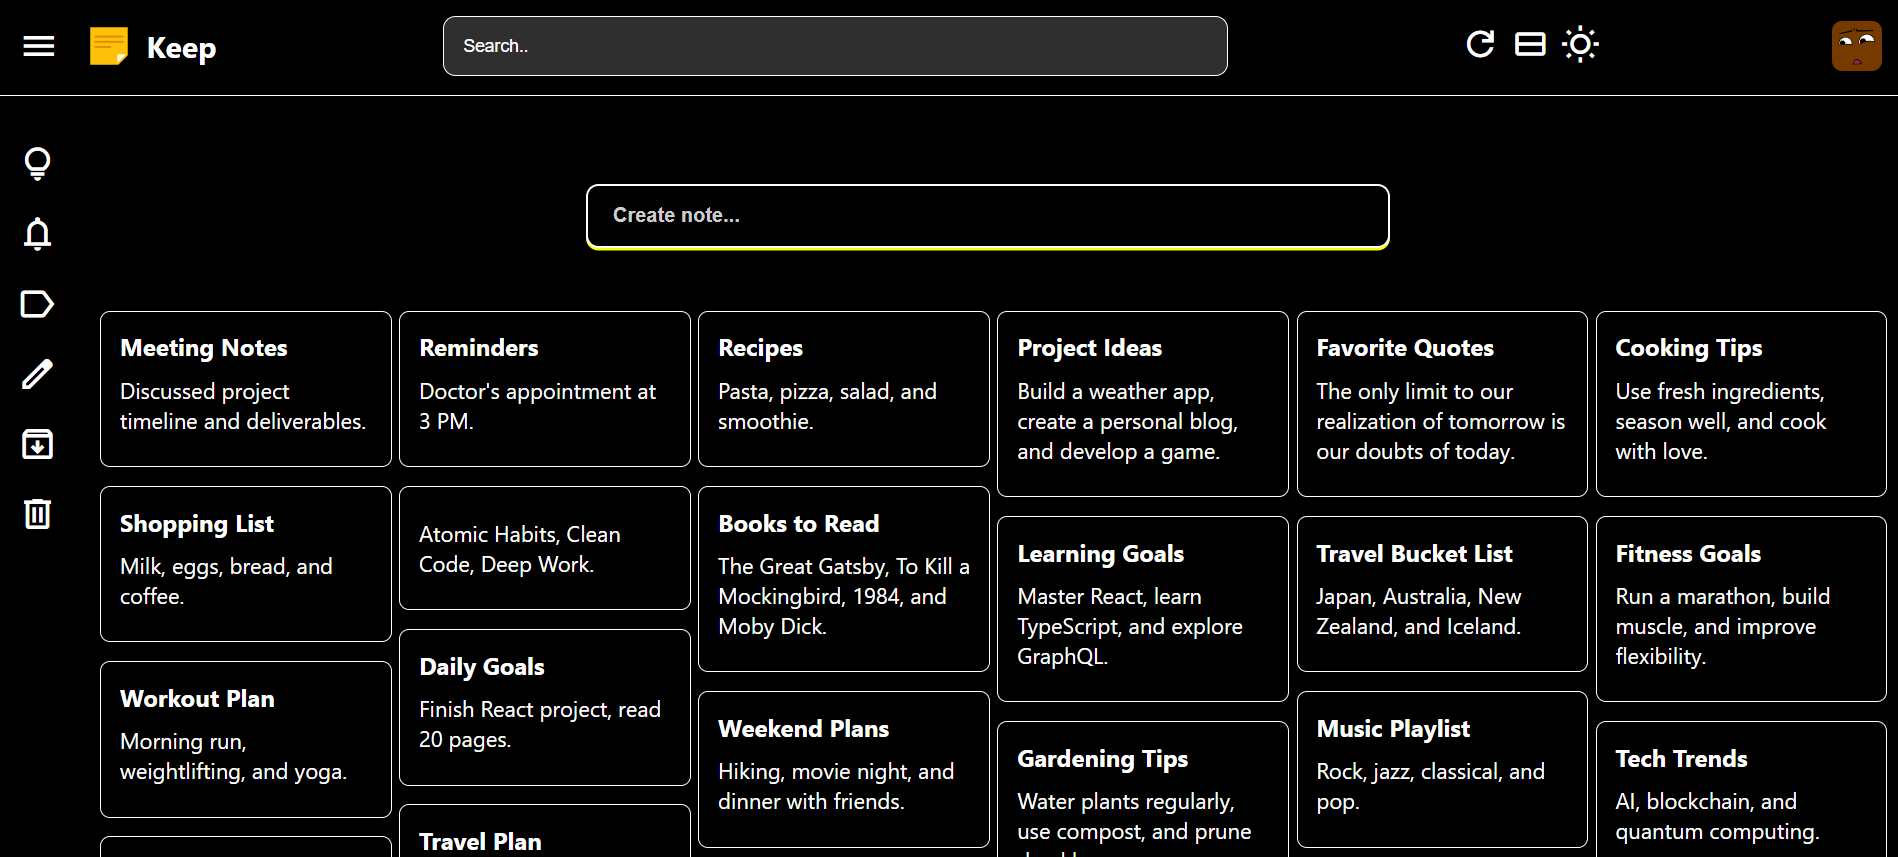 Keep
Search..
Create note...
Meeting Notes
Discussed project
timeline and deliverables.
Shopping List
Milk, eggs, bread, and
coffee.
Workout Plan
Morning run,
weightlifting, and yoga.
Reminders
Doctor's appointment at
3 PM.
Atomic Habits, Clean
Code, Deep Work.
Daily Goals
Finish React project, read
20 pages.
Travel Plan
Recipes
Pasta, pizza, salad, and
smoothie.
Books to Read
The Great Gatsby, To Kill a
Mockingbird, 1984, and
Moby Dick.
Weekend Plans
Hiking, movie night, and
dinner with friends.
Project Ideas
Build a weather app,
create a personal blog,
and develop a game.
Learning Goals
Master React, learn
TypeScript, and explore
GraphQL.
Gardening Tips
Water plants regularly,
use compost, and prune
Favorite Quotes
The only limit to our
realization of tomorrow is
our doubts of today.
Travel Bucket List
Japan, Australia, New
Zealand, and Iceland.
Music Playlist
Rock, jazz, classical, and
pop.
Cooking Tips
Use fresh ingredients,
season well, and cook
with love.
Fitness Goals
Run a marathon, build
muscle, and improve
flexibility.
Tech Trends
AI, blockchain, and
quantum computing.